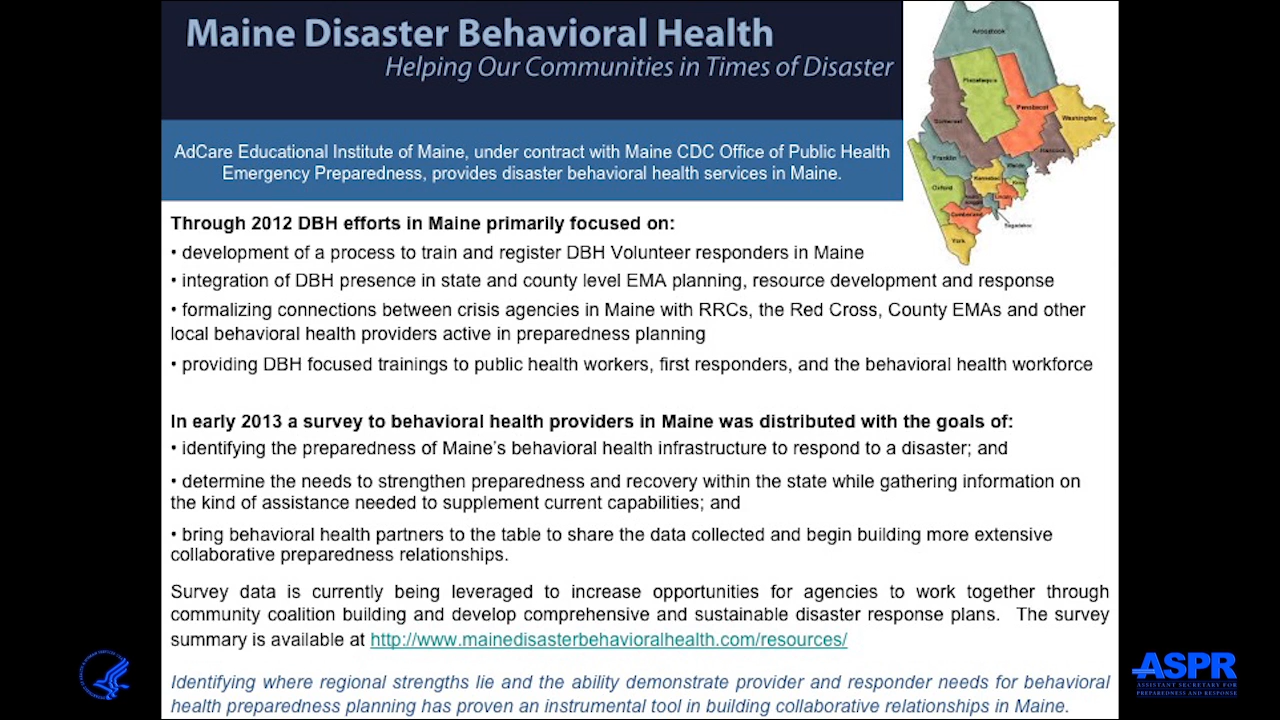 Maine Disaster Behavioral Health
Helping Our Communities in Times of Disaster
AdCare Educational Institute of Maine, under contract with Maine CDC Office of Public Health
Emergency Preparedness, provides disaster behavioral health services in Maine.
Aroostook
Piscataquis
Penobscot
Washington
Somerset
Hancock
Franklin
Waldo
Kennebec
Knox
Oxford
Lincoln
Cumberland
Sagadahoc
York
Through 2012 DBH efforts in Maine primarily focused on:
• development of a process to train and register DBH Volunteer responders in Maine
• integration of DBH presence in state and county level EMA planning, resource development and response
• formalizing connections between crisis agencies in Maine with RRCs, the Red Cross, County EMAs and other
local behavioral health providers active in preparedness planning
• providing DBH focused trainings to public health workers, first responders, and the behavioral health workforce
In early 2013 a survey to behavioral health providers in Maine was distributed with the goals of:
• identifying the preparedness of Maine's behavioral health infrastructure to respond to a disaster; and
• determine the needs to strengthen preparedness and recovery within the state while gathering information on
the kind of assistance needed to supplement current capabilities; and
• bring behavioral health partners to the table to share the data collected and begin building more extensive
collaborative preparedness relationships.
Survey data is currently being leveraged to increase opportunities for agencies to work together through
community coalition building and develop comprehensive and sustainable disaster response plans. The survey
summary is available at http://www.mainedisasterbehavioralhealth.com/resources/
Identifying where regional strengths lie and the ability demonstrate provider and responder needs for behavioral
health preparedness planning has been an instrumental tool in building collaborative relationships in Maine.
ASPR
ASSISTANT SECRETARY FOR
PREPAREDNESS AND RESPONSE